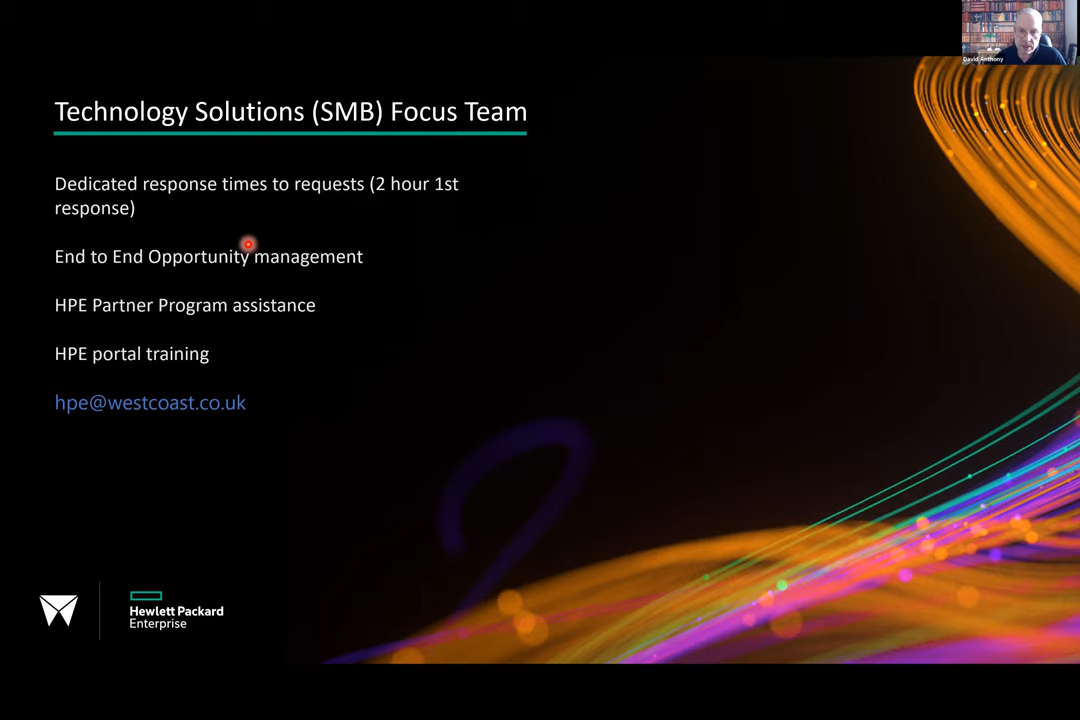 David Anthony
Technology Solutions (SMB) Focus Team
Dedicated response times to requests (2 hour 1st
response)
End to End Opportunity management
HPE Partner Program assistance
HPE portal training
hpe@westcoast.co.uk
Hewlett Packard
Enterprise